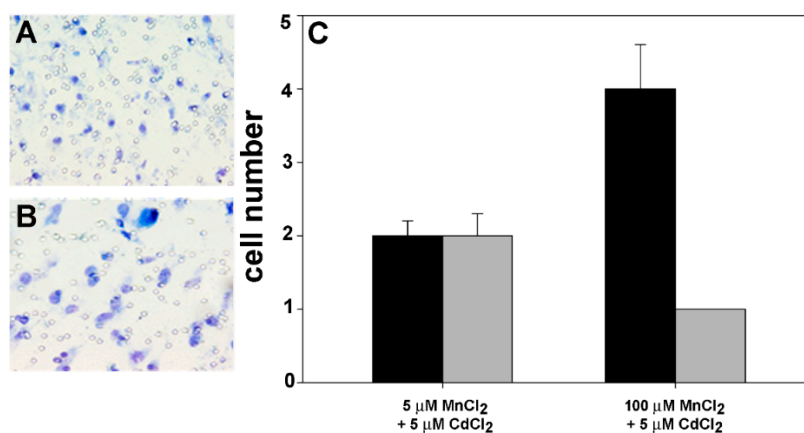 A
B
C
cell number
5
4
3
2
1
0
5 μM MnCl₂
+ 5 μM CdCl₂
100 μM MnCl₂
+ 5 μM CdCl₂